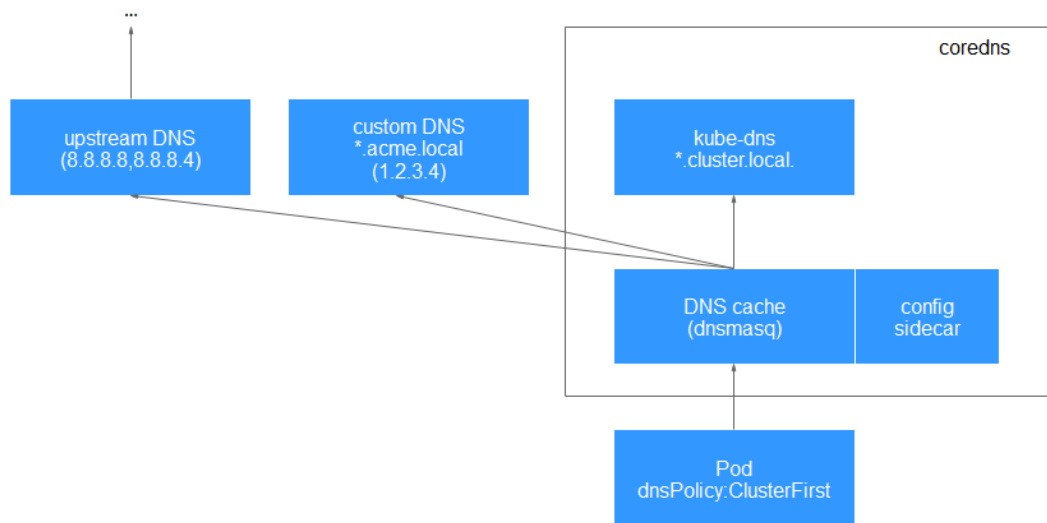 ...
coredns
upstream DNS
(8.8.8.8,8.8.8.4)
custom DNS
*.acme.local
(1.2.3.4)
kube-dns
*.cluster.local.
DNS cache
(dnsmasq)
config
sidecar
Pod
dnsPolicy:ClusterFirst